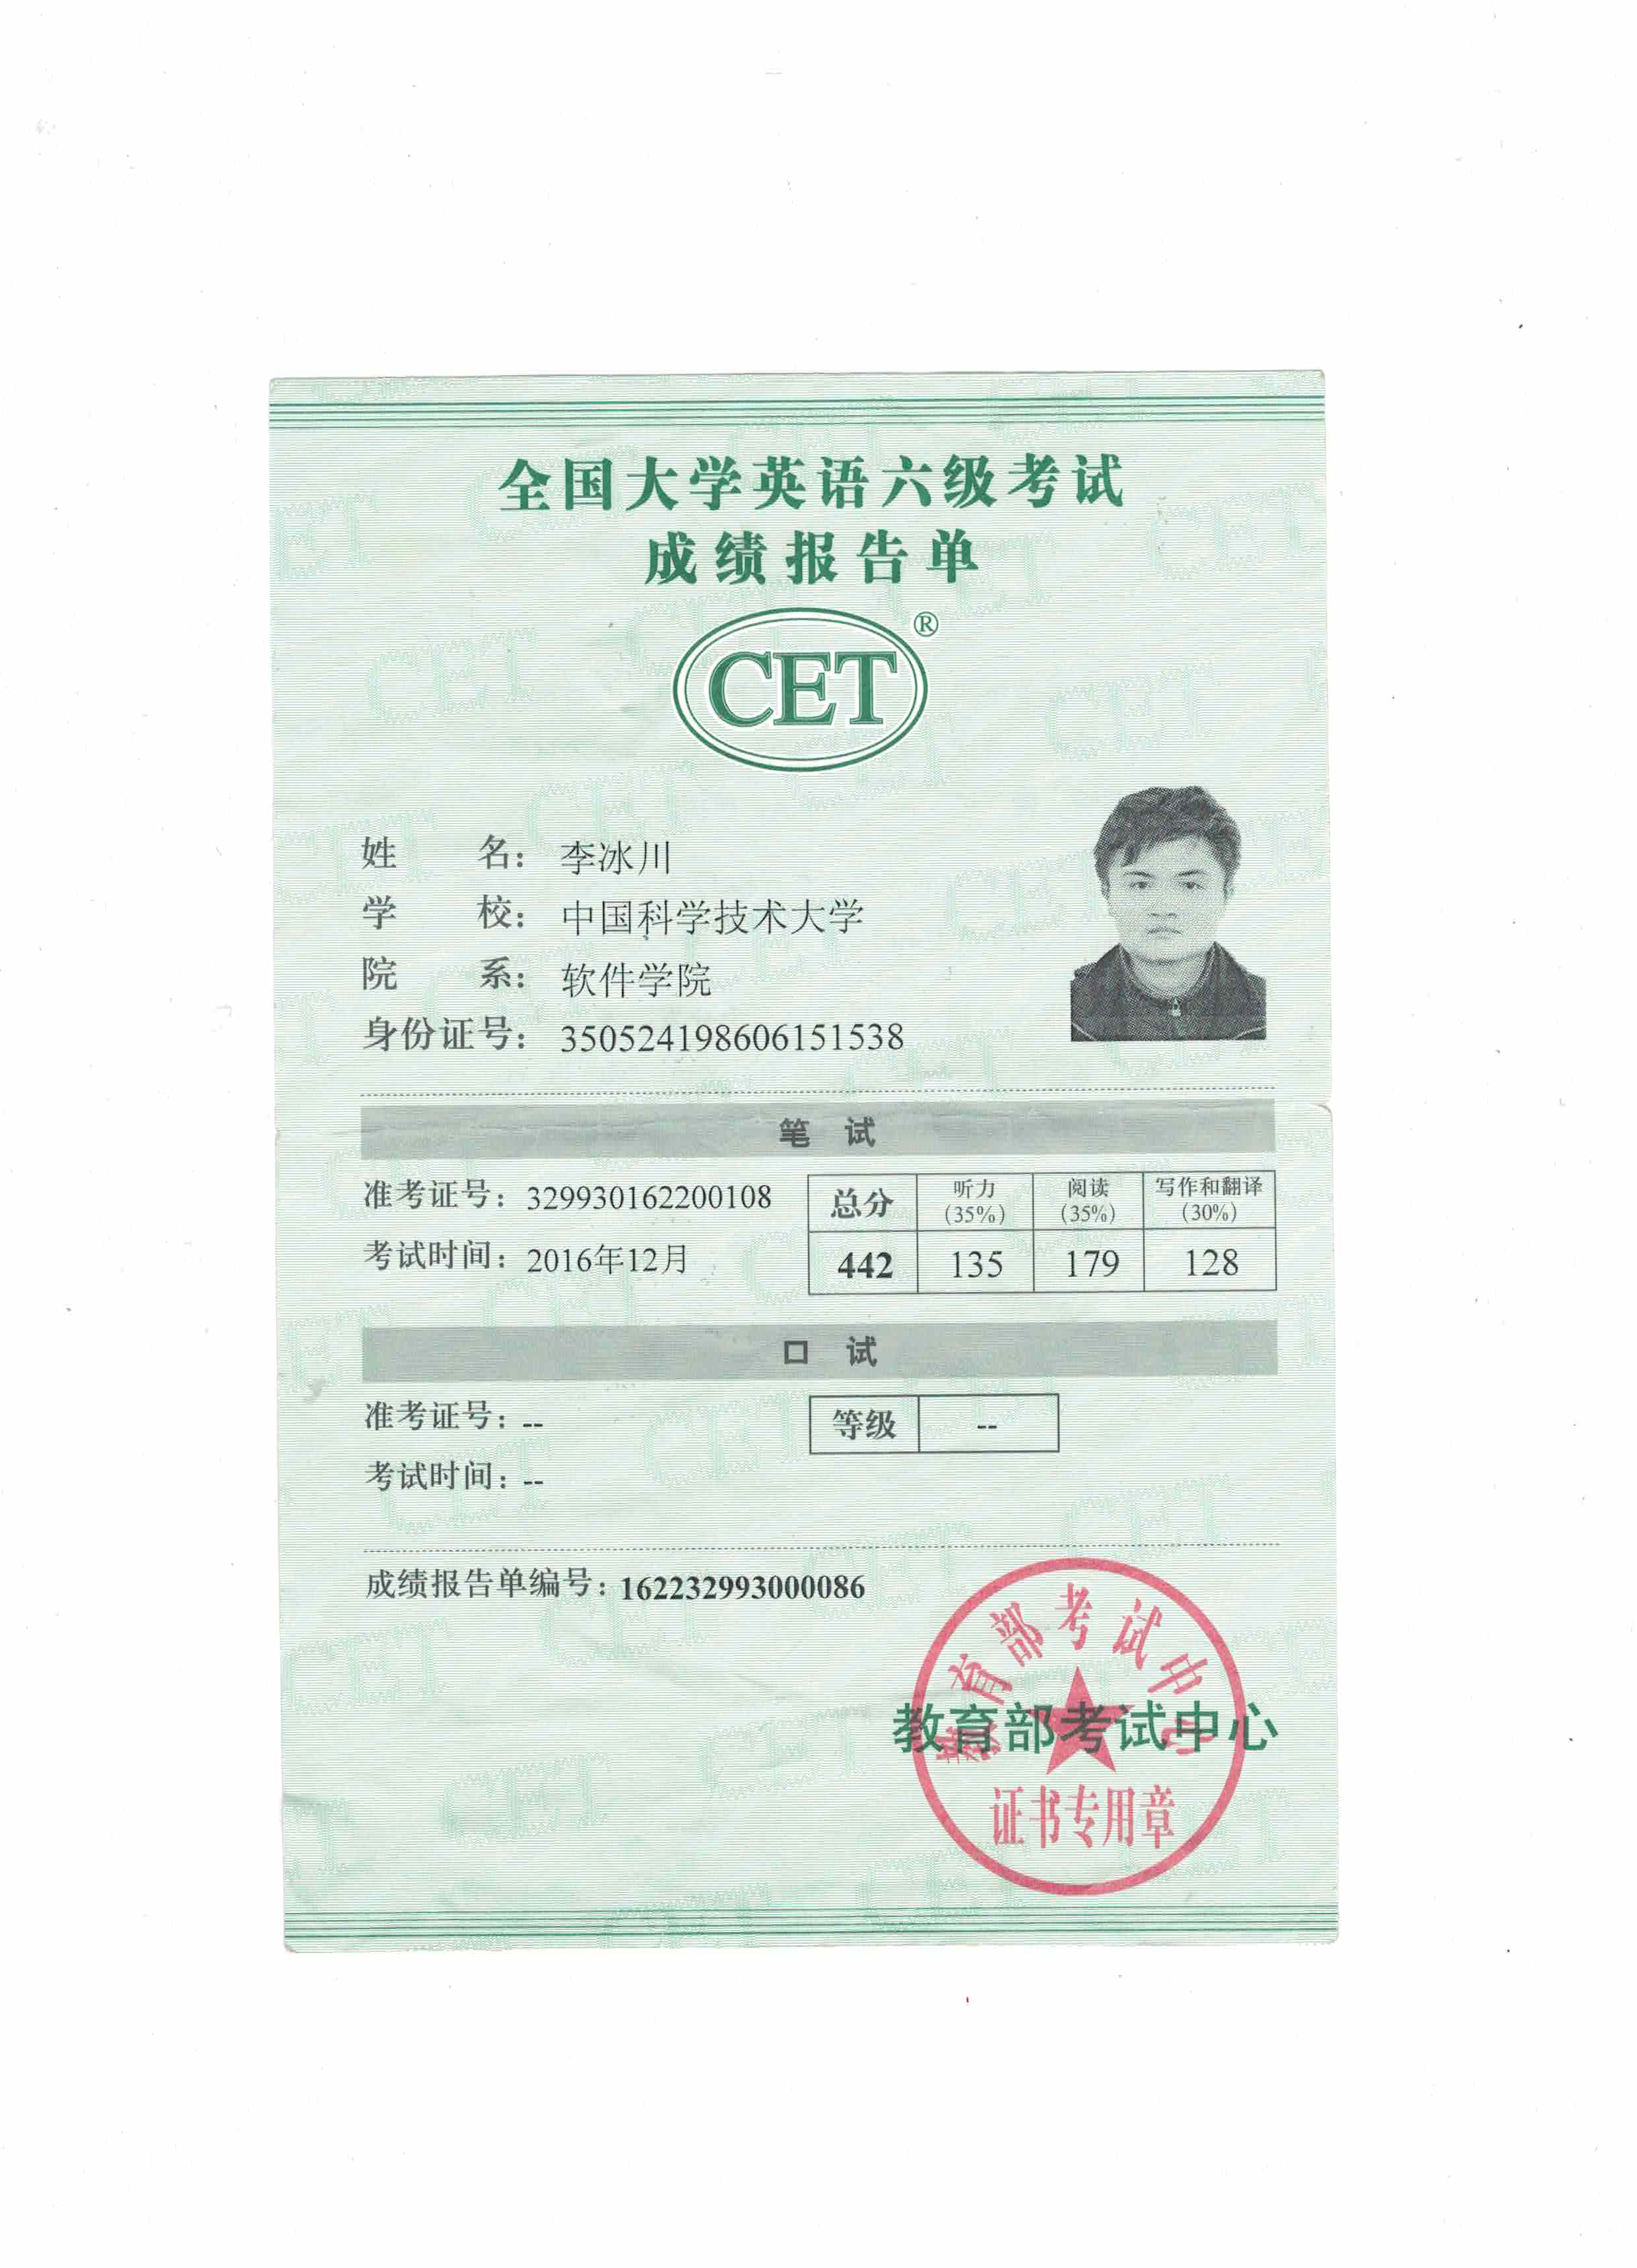 全国大学英语六级考试
成绩报告单
CET®
姓 名： 李冰川
学 校： 中国科学技术大学
院 系： 软件学院
身份证号： 350524198606151538
笔 试
准考证号：329930162200108
考试时间：2016年12月
总分 听力(35%) 阅读(35%) 写作和翻译(30%)
442 135 179 128
口 试
准考证号：--
等级 --
考试时间：--
成绩报告单编号：162232993000086
教育部考试中心
教育部考试中心
证书专用章